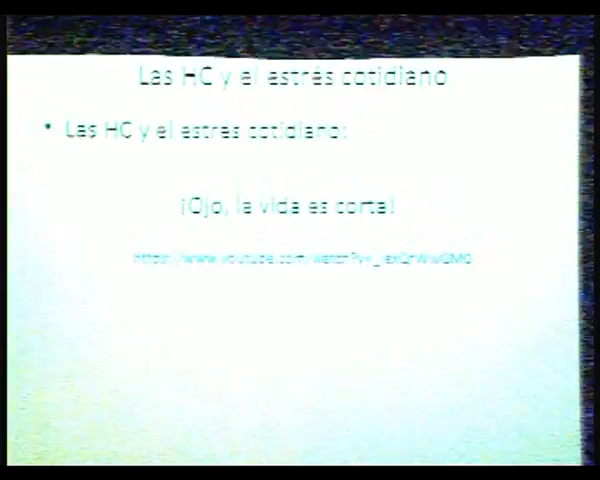 Las HC y el estrés cotidiano
• Las HC y el estrés cotidiano:
¡Ojo, la vida es corta!